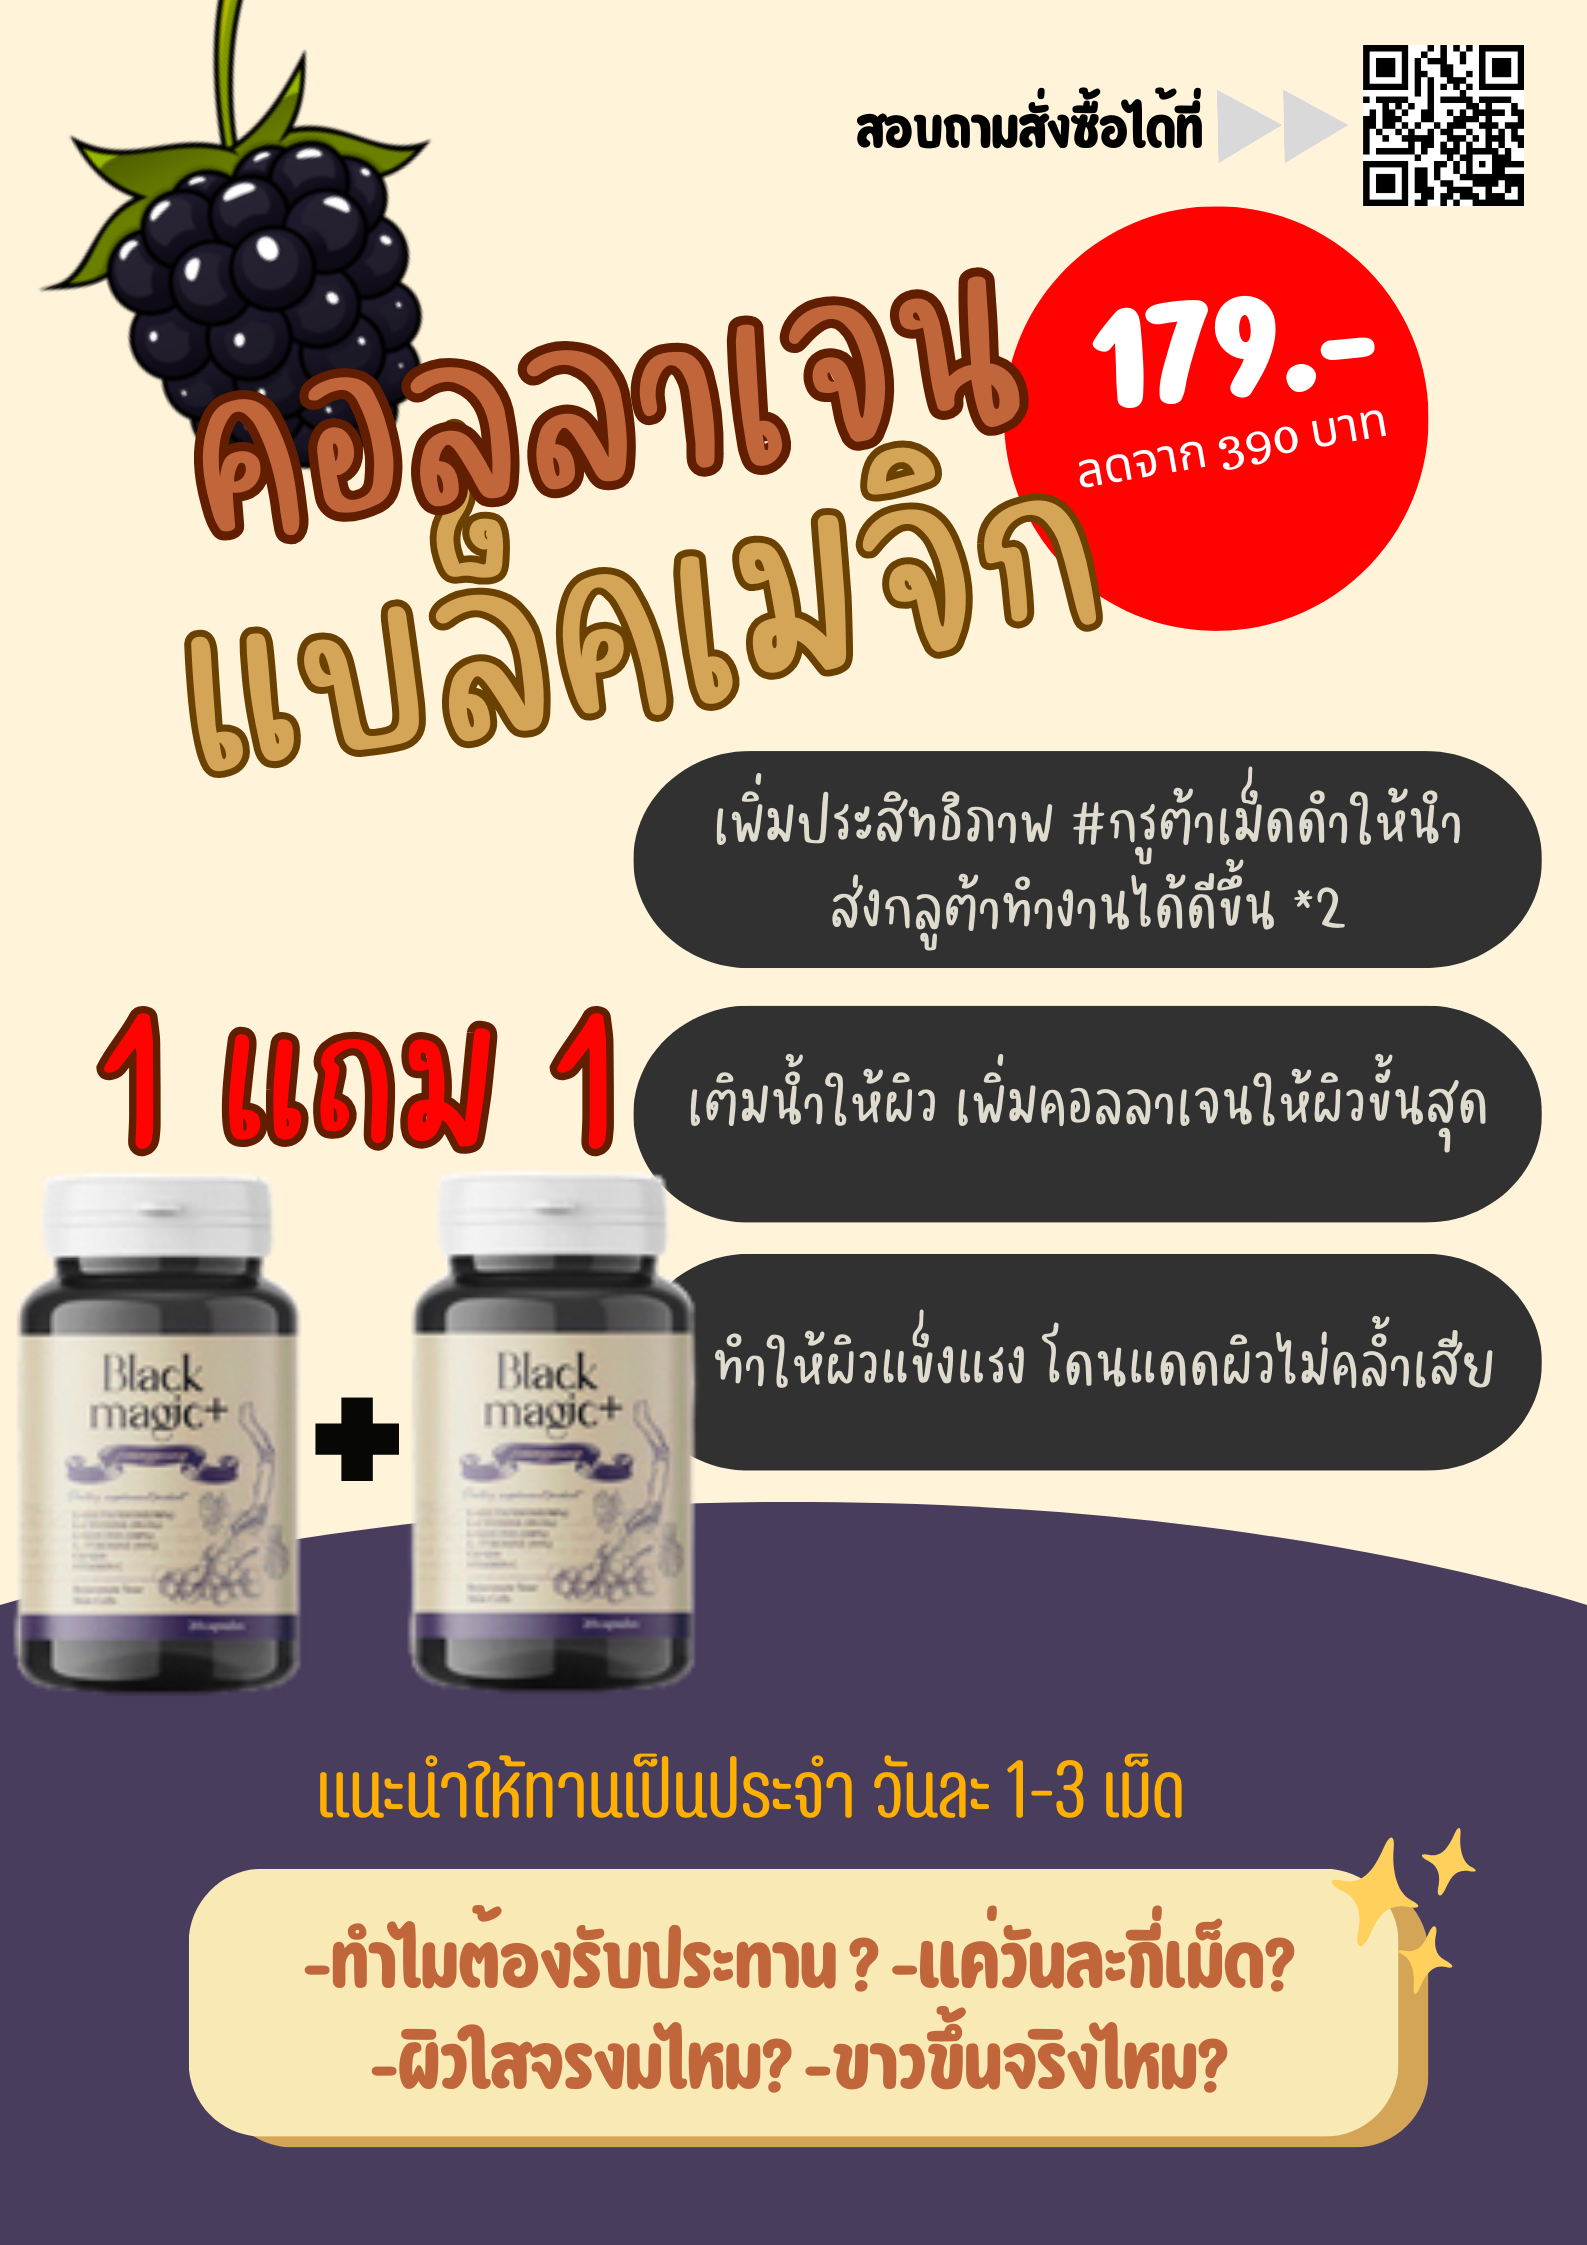 สอบถามสั่งซื้อได้ที่
179.-
ลดจาก 390 บาท
คอลลาเจน
แบล็คเมจิก
เพิ่มประสิทธิภาพ #กรูต้าเม็ดดำให้นำ
ส่งกลูต้าทำงานได้ดีขึ้น *2
1 แถม 1
เติมน้ำให้ผิว เพิ่มคอลลาเจนให้ผิวขั้นสุด
ทำให้ผิวแข็งแรง โดนแดดผิวไม่คล้ำเสีย
Black
magic+
Black
magic+
แนะนำให้ทานเป็นประจำ วันละ 1-3 เม็ด
-ทำไมต้องรับประทาน ? -แค่วันละกี่เม็ด?
-ผิวใสจรงมไหม? -ขาวขึ้นจริงไหม?